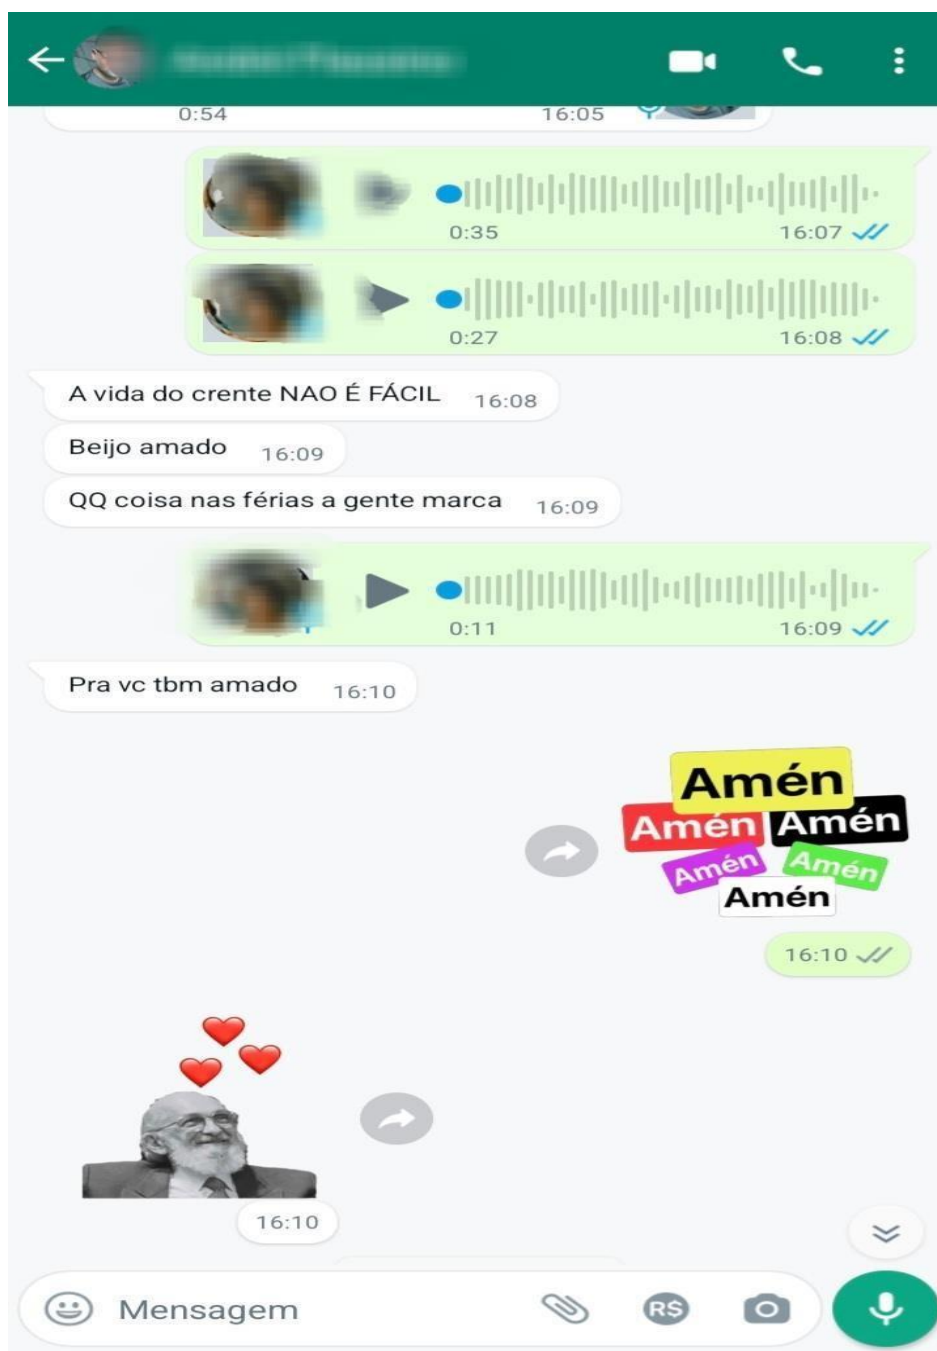 0:54 16:05
0:35 16:07
0:27 16:08
A vida do crente NAO É FÁCIL 16:08
Beijo amado 16:09
QQ coisa nas férias a gente marca 16:09
0:11 16:09
Pra vc tbm amado 16:10
Amén
Amén Amén
Amén Amén
Amén
16:10
16:10
Mensagem R$